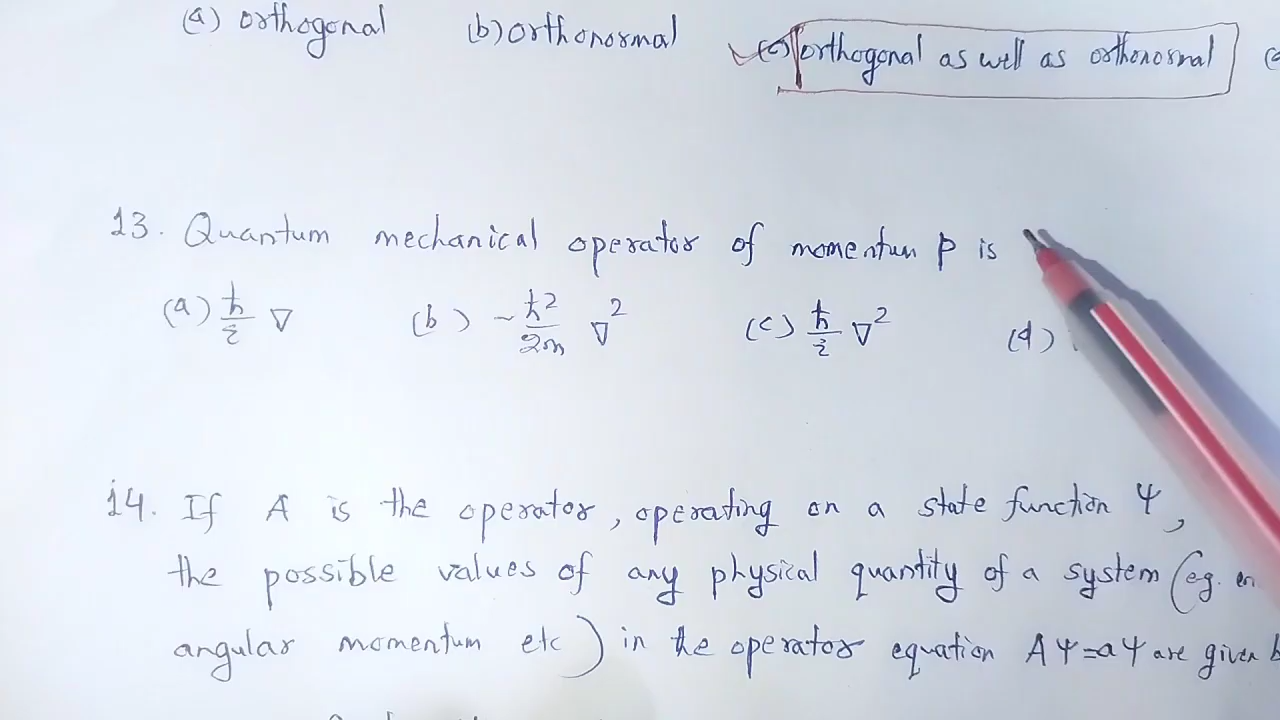 (a) orthogonal (b) orthonormal (c) orthogonal as well as orthonormal
13. Quantum mechanical operator of momentum p is
(a) ħ/i ∇ (b) -ħ²/2m ∇² (c) ħ/i ∇² (d)
14. If A is the operator, operating on a state function Ψ,
the possible values of any physical quantity of a system (eg. en
angular momentum etc) in the operator equation AΨ=aΨ are given b